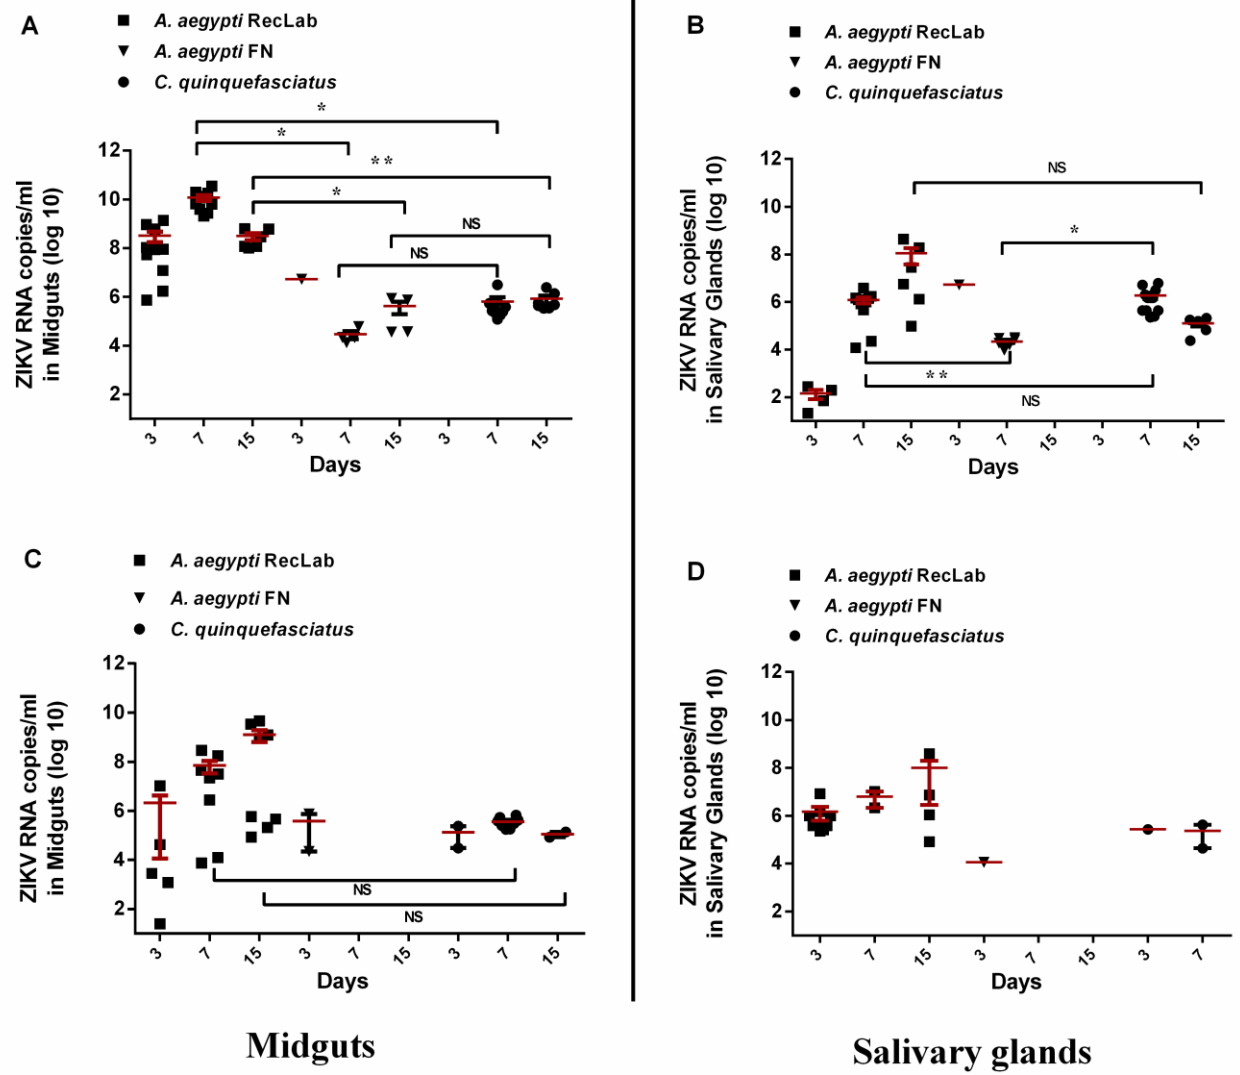 A
A. aegypti RecLab
A. aegypti FN
C. quinquefasciatus
*
*
**
*
NS
NS
ZIKV RNA copies/ml
in Midguts (log 10)
12
10
8
6
4
2
3 7 15 3 7 15 3 7 15
Days
B
A. aegypti RecLab
A. aegypti FN
C. quinquefasciatus
NS
*
**
NS
ZIKV RNA copies/ml
in Salivary Glands (log 10)
12
10
8
6
4
2
3 7 15 3 7 15 3 7 15
Days
C
A. aegypti RecLab
A. aegypti FN
C. quinquefasciatus
NS
NS
ZIKV RNA copies/ml
in Midguts (log 10)
12
10
8
6
4
2
3 7 15 3 7 15 3 7 15
Days
D
A. aegypti RecLab
A. aegypti FN
C. quinquefasciatus
ZIKV RNA copies/ml
in Salivary Glands (log 10)
12
10
8
6
4
2
3 7 15 3 7 15 3 7
Days
Midguts
Salivary glands